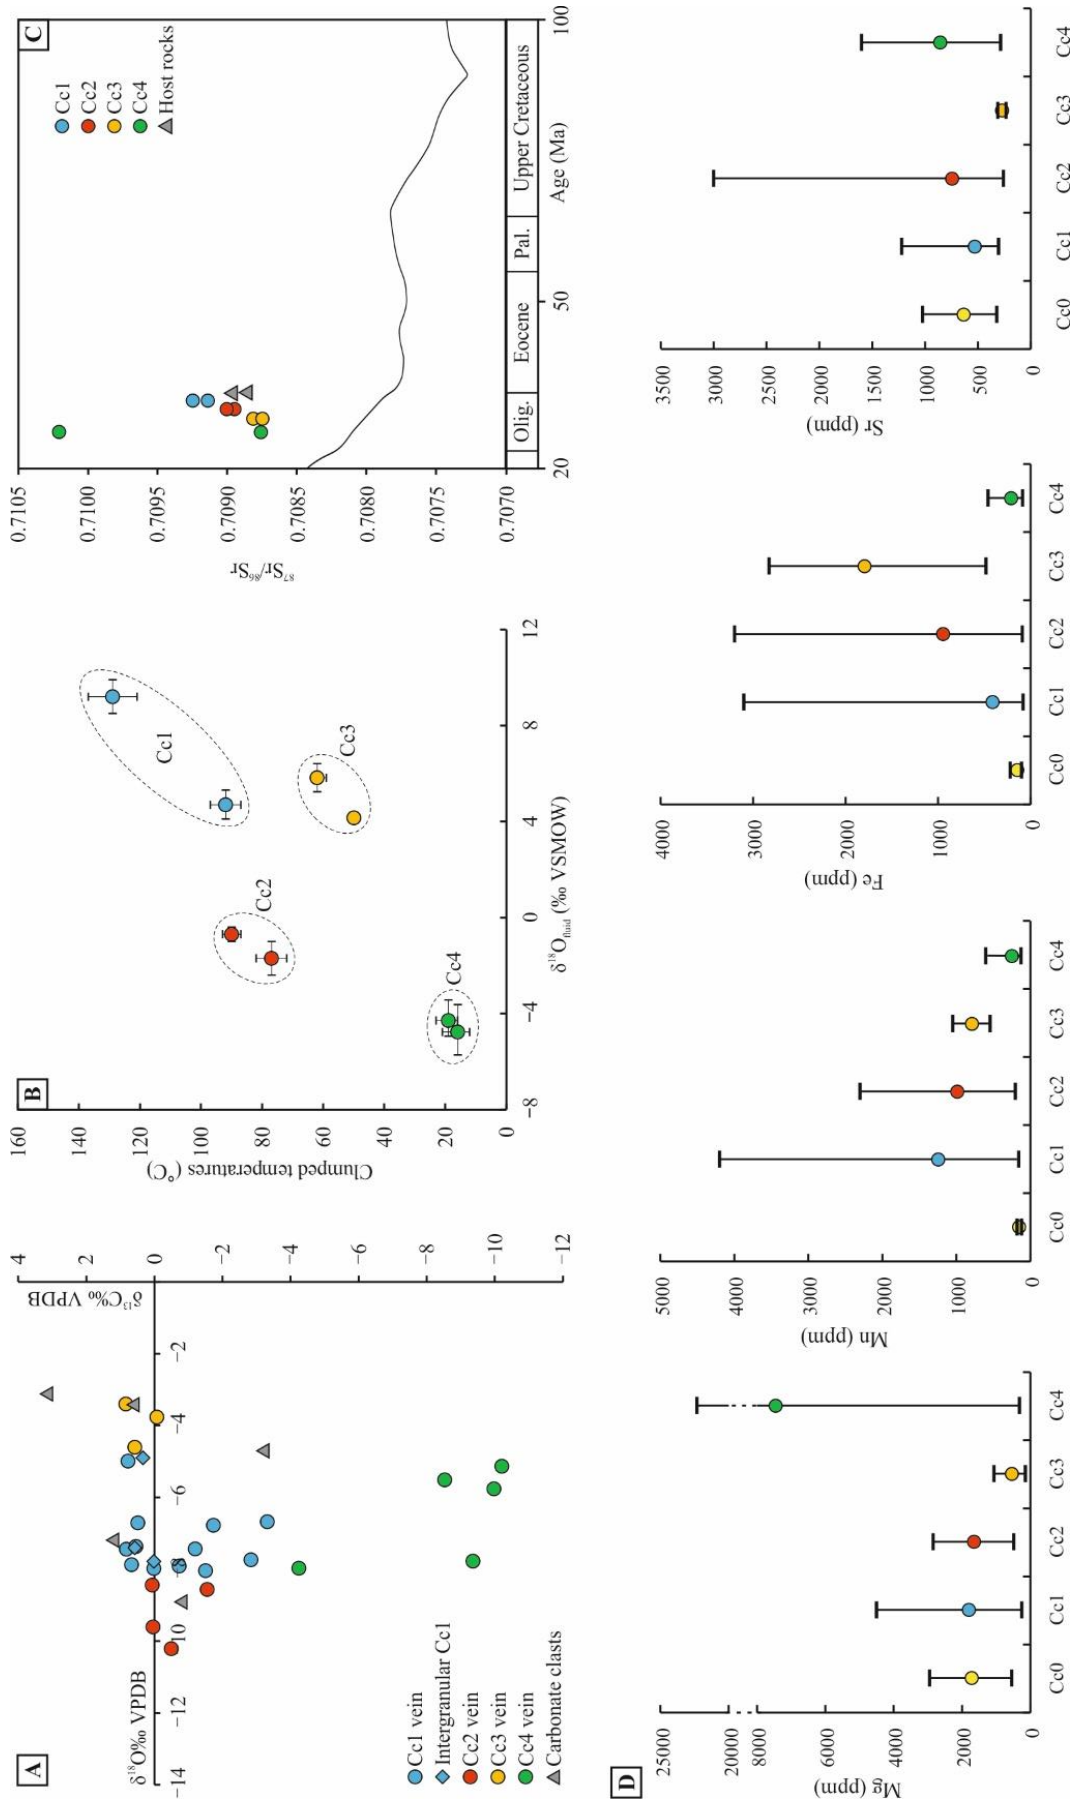 A
δ¹⁸O‰ VPDB
−14
−12
−10
−8
−6
−4
−2
δ¹³C‰ VPDB
4
2
0
−2
−4
−6
−8
−10
−12
Cc1 vein
Intergranular Cc1
Cc2 vein
Cc3 vein
Cc4 vein
Carbonate clasts
B
Clumped temperatures (°C)
160
140
120
100
80
60
40
20
0
Cc1
Cc2
Cc3
Cc4
−8
−4
0
4
8
12
δ¹⁸O fluid (‰ VSMOW)
C
⁸⁷Sr/⁸⁶Sr
0.7105
0.7100
0.7095
0.7090
0.7085
0.7080
0.7075
0.7070
Cc1
Cc2
Cc3
Cc4
Host rocks
Olig.
Eocene
Pal.
Upper Cretaceous
20
50
100
Age (Ma)
D
Mg (ppm)
25000
20000
8000
6000
4000
2000
0
Cc0
Cc1
Cc2
Cc3
Cc4
Mn (ppm)
5000
4000
3000
2000
1000
0
Cc0
Cc1
Cc2
Cc3
Cc4
Fe (ppm)
4000
3000
2000
1000
0
Cc0
Cc1
Cc2
Cc3
Cc4
Sr (ppm)
3500
3000
2500
2000
1500
1000
500
0
Cc0
Cc1
Cc2
Cc3
Cc4